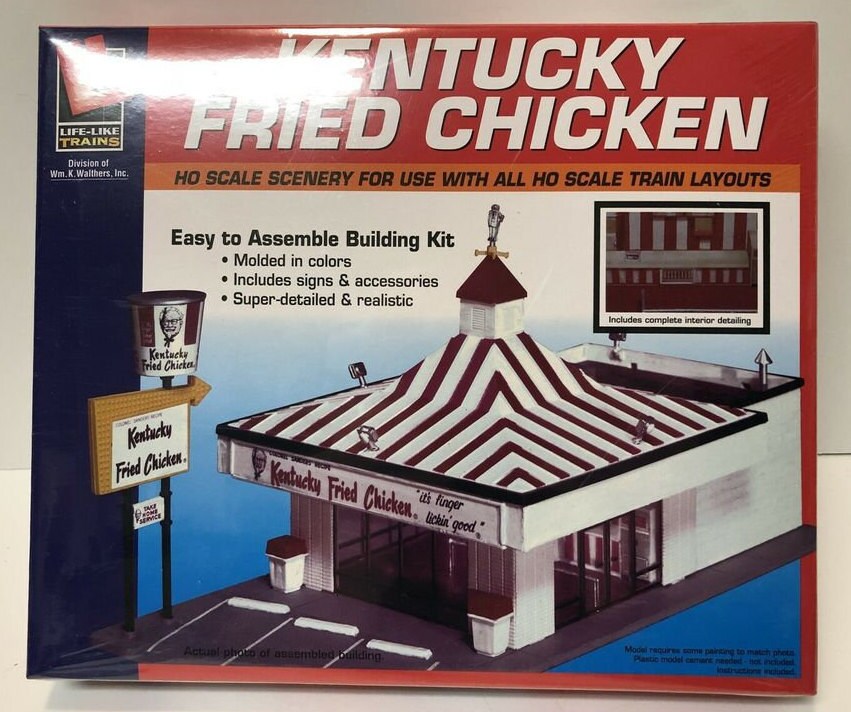 KENTUCKY
FRIED CHICKEN
LIFE-LIKE
TRAINS
Division of
Wm. K. Walthers, Inc.
HO SCALE SCENERY FOR USE WITH ALL HO SCALE TRAIN LAYOUTS
Easy to Assemble Building Kit
• Molded in colors
• Includes signs & accessories
• Super-detailed & realistic
Includes complete interior detailing
Kentucky
Fried Chicken
Kentucky
Fried Chicken
TAKE
HOME
SERVICE
Kentucky Fried Chicken
"it's finger
lickin' good"
Actual photo of assembled building.
Model requires some painting to match photo.
Plastic model cement needed - not included.
Instructions included.